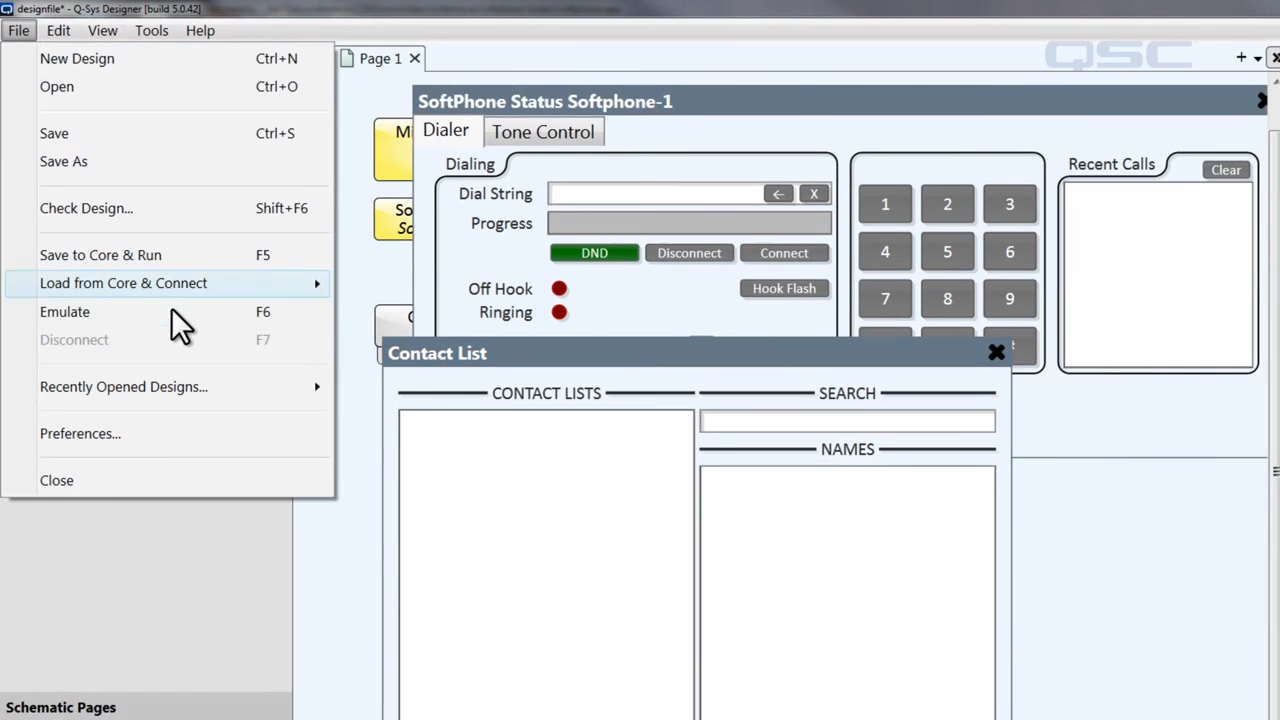 designfile* - Q-Sys Designer [build 5.0.42]
File Edit View Tools Help
New Design Ctrl+N
Open Ctrl+O
Save Ctrl+S
Save As
Check Design... Shift+F6
Save to Core & Run F5
Load from Core & Connect
Emulate F6
Disconnect F7
Recently Opened Designs...
Preferences...
Close
Schematic Pages
Page 1
QSC
SoftPhone Status Softphone-1
Dialer Tone Control
Dialing
Dial String
X
Progress
DND Disconnect Connect
Off Hook
Hook Flash
Ringing
1 2 3
4 5 6
7 8 9
Recent Calls
Clear
Contact List
CONTACT LISTS
SEARCH
NAMES